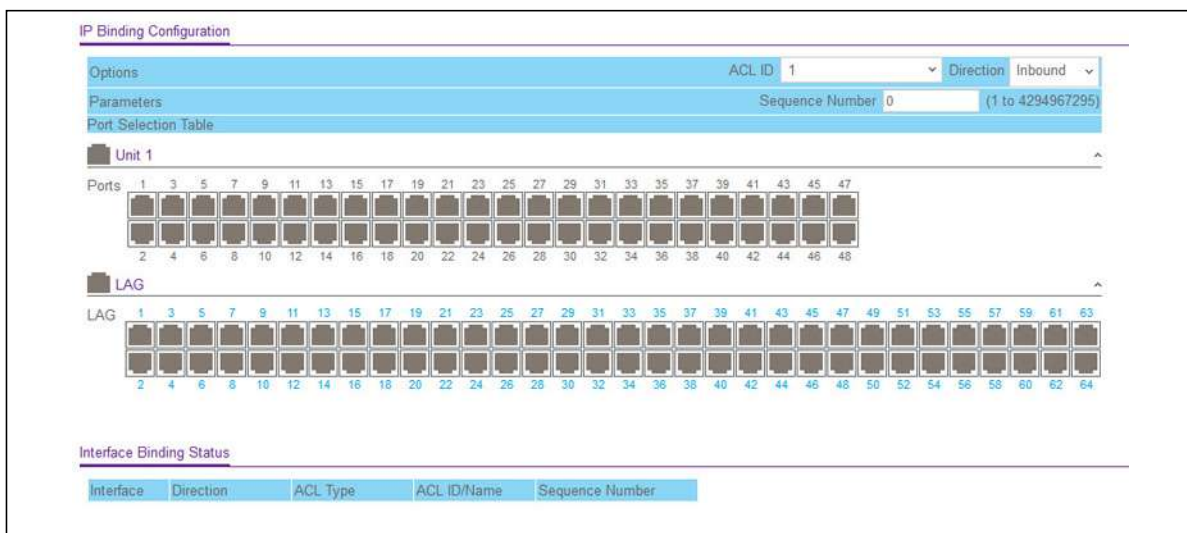 IP Binding Configuration
Options ACL ID 1 Direction Inbound
Parameters Sequence Number 0 (1 to 4294967295)
Port Selection Table
Unit 1
Ports 1 3 5 7 9 11 13 15 17 19 21 23 25 27 29 31 33 35 37 39 41 43 45 47
2 4 6 8 10 12 14 16 18 20 22 24 26 28 30 32 34 36 38 40 42 44 46 48
LAG
LAG 1 3 5 7 9 11 13 15 17 19 21 23 25 27 29 31 33 35 37 39 41 43 45 47 49 51 53 55 57 59 61 63
2 4 6 8 10 12 14 16 18 20 22 24 26 28 30 32 34 36 38 40 42 44 46 48 50 52 54 56 58 60 62 64
Interface Binding Status
Interface Direction ACL Type ACL ID/Name Sequence Number